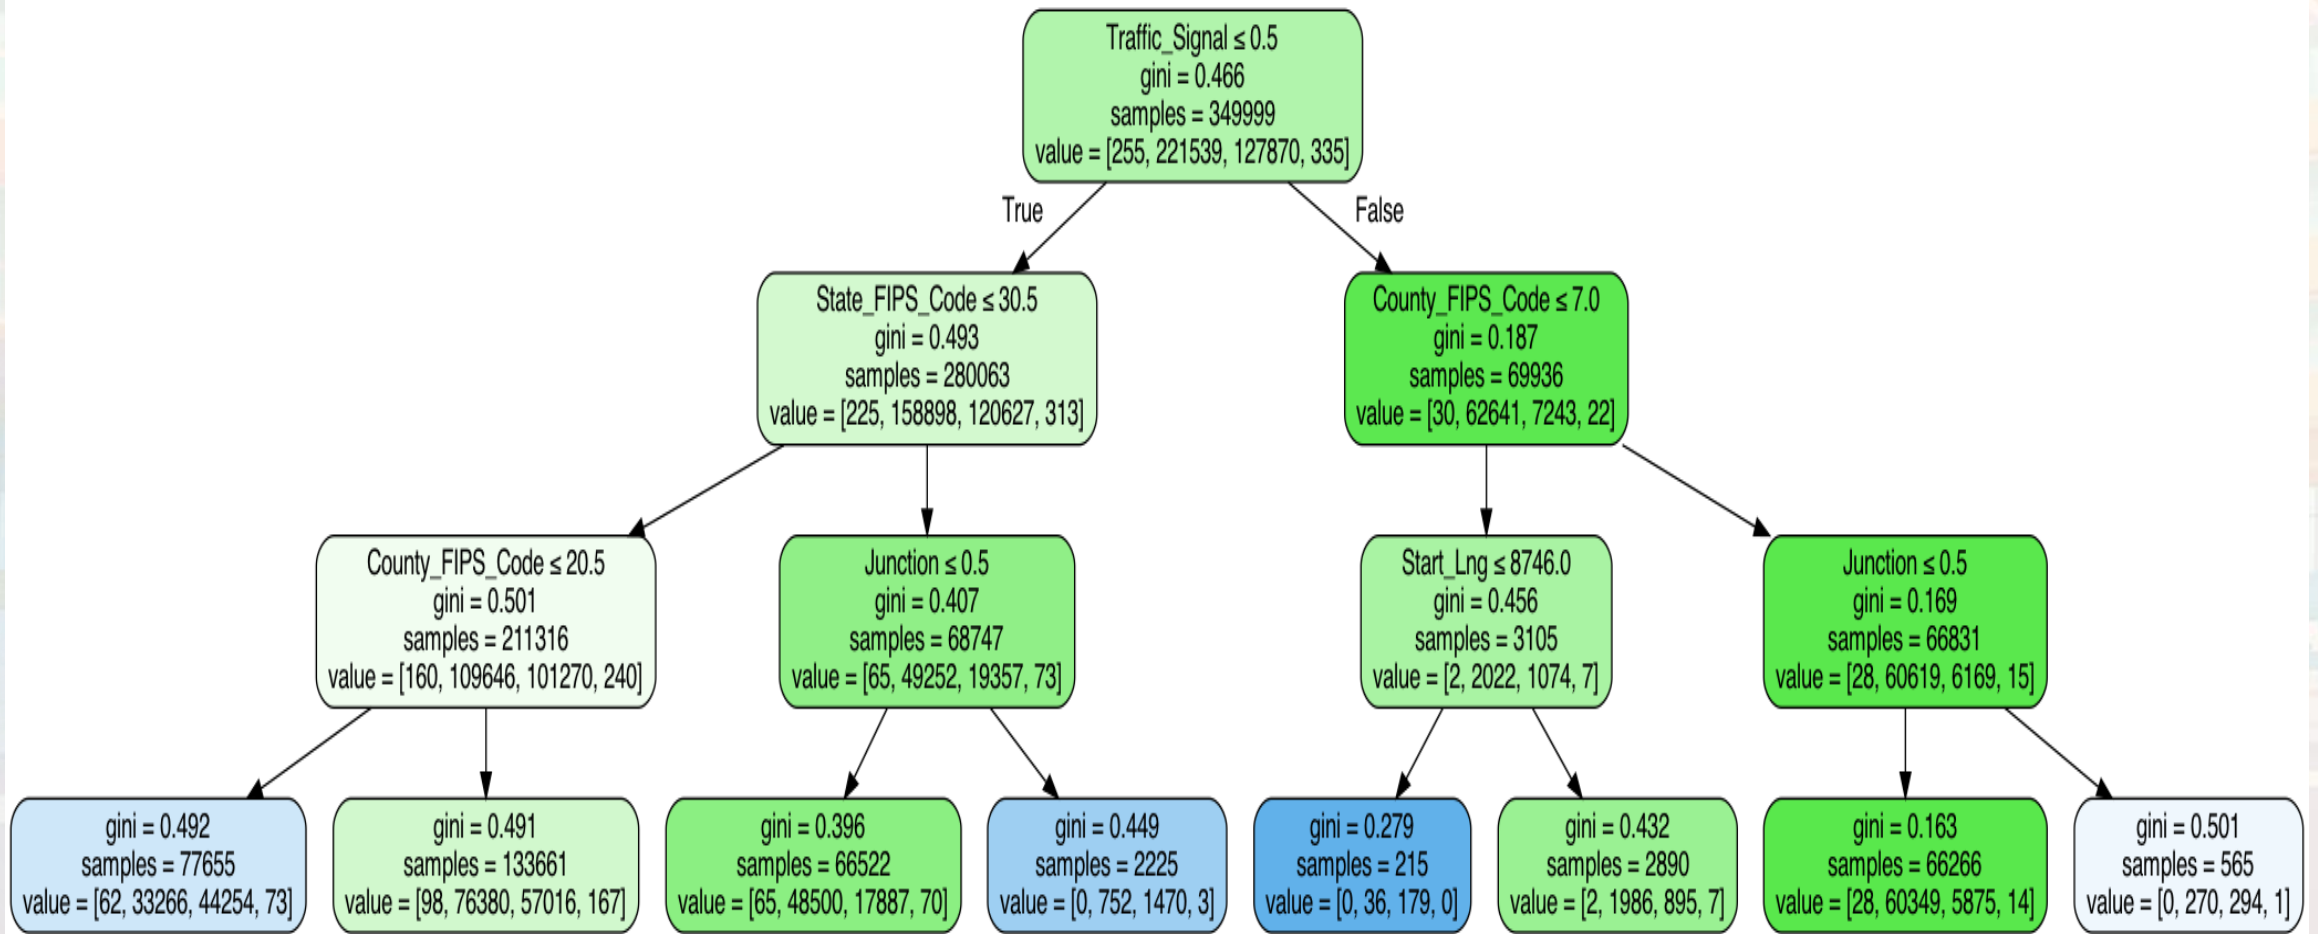 Traffic_Signal ≤ 0.5
gini = 0.466
samples = 349999
value = [255, 221539, 127870, 335]
True
False
State_FIPS_Code ≤ 30.5
gini = 0.493
samples = 280063
value = [225, 158898, 120627, 313]
County_FIPS_Code ≤ 7.0
gini = 0.187
samples = 69936
value = [30, 62641, 7243, 22]
County_FIPS_Code ≤ 20.5
gini = 0.501
samples = 211316
value = [160, 109646, 101270, 240]
Junction ≤ 0.5
gini = 0.407
samples = 68747
value = [65, 49252, 19357, 73]
Start_Lng ≤ 8746.0
gini = 0.456
samples = 3105
value = [2, 2022, 1074, 7]
Junction ≤ 0.5
gini = 0.169
samples = 66831
value = [28, 60619, 6169, 15]
gini = 0.492
samples = 77655
value = [62, 33266, 44254, 73]
gini = 0.491
samples = 133661
value = [98, 76380, 57016, 167]
gini = 0.396
samples = 66522
value = [65, 48500, 17887, 70]
gini = 0.449
samples = 2225
value = [0, 752, 1470, 3]
gini = 0.279
samples = 215
value = [0, 36, 179, 0]
gini = 0.432
samples = 2890
value = [2, 1986, 895, 7]
gini = 0.163
samples = 66266
value = [28, 60349, 5875, 14]
gini = 0.501
samples = 565
value = [0, 270, 294, 1]